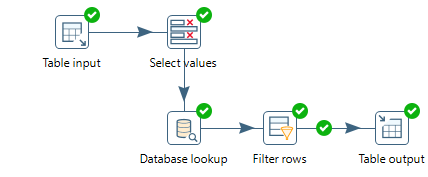 Table input
Select values
Database lookup
Filter rows
Table output